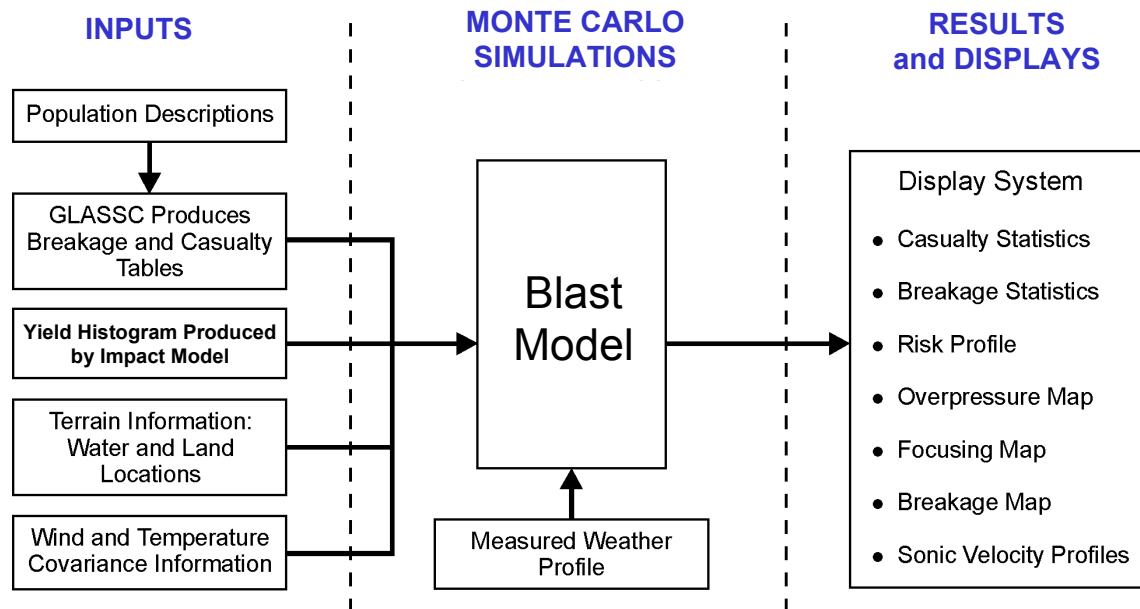 INPUTS
MONTE CARLO
SIMULATIONS
RESULTS
and DISPLAYS
Population Descriptions
GLASSC Produces
Breakage and Casualty
Tables
Yield Histogram Produced
by Impact Model
Terrain Information:
Water and Land
Locations
Wind and Temperature
Covariance Information
Blast
Model
Measured Weather
Profile
Display System
• Casualty Statistics
• Breakage Statistics
• Risk Profile
• Overpressure Map
• Focusing Map
• Breakage Map
• Sonic Velocity Profiles